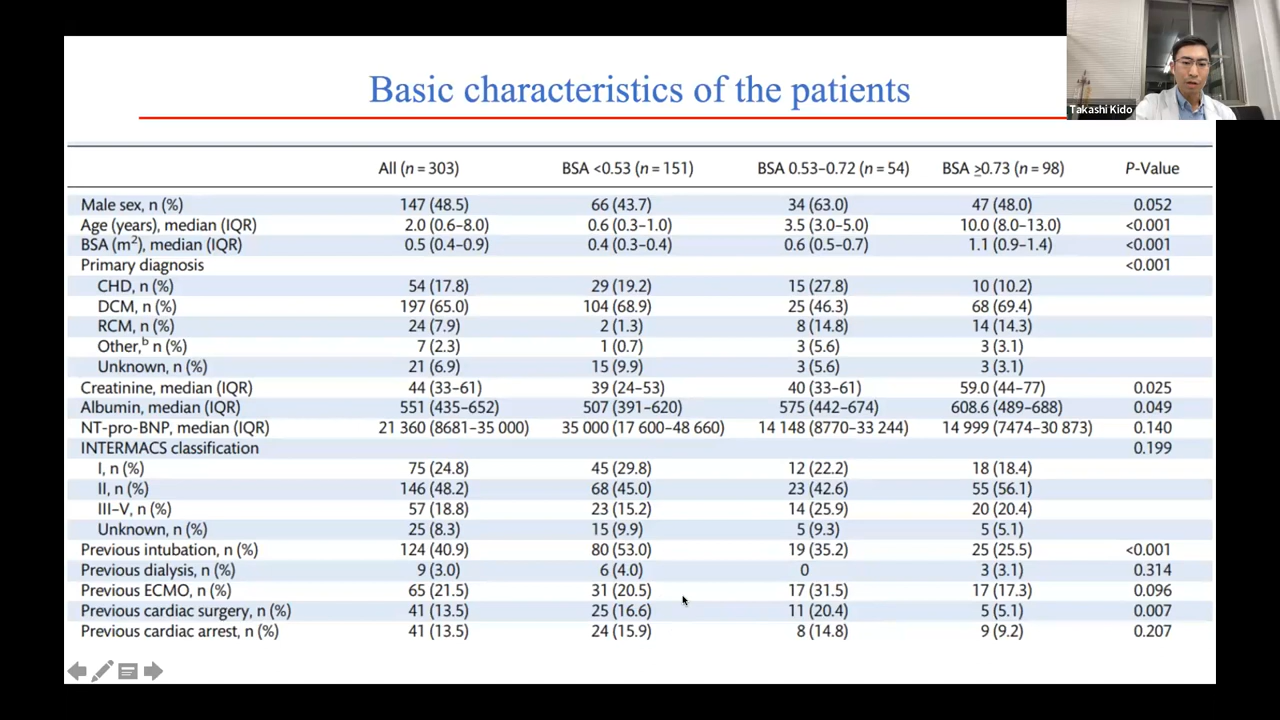 Basic characteristics of the patients
Takashi Kido
All (n = 303) BSA <0.53 (n = 151) BSA 0.53–0.72 (n = 54) BSA ≥0.73 (n = 98) P-Value
Male sex, n (%) 147 (48.5) 66 (43.7) 34 (63.0) 47 (48.0) 0.052
Age (years), median (IQR) 2.0 (0.6–8.0) 0.6 (0.3–1.0) 3.5 (3.0–5.0) 10.0 (8.0–13.0) <0.001
BSA (m²), median (IQR) 0.5 (0.4–0.9) 0.4 (0.3–0.4) 0.6 (0.5–0.7) 1.1 (0.9–1.4) <0.001
Primary diagnosis <0.001
CHD, n (%) 54 (17.8) 29 (19.2) 15 (27.8) 10 (10.2)
DCM, n (%) 197 (65.0) 104 (68.9) 25 (46.3) 68 (69.4)
RCM, n (%) 24 (7.9) 2 (1.3) 8 (14.8) 14 (14.3)
Other,ᵇ n (%) 7 (2.3) 1 (0.7) 3 (5.6) 3 (3.1)
Unknown, n (%) 21 (6.9) 15 (9.9) 3 (5.6) 3 (3.1)
Creatinine, median (IQR) 44 (33–61) 39 (24–53) 40 (33–61) 59.0 (44–77) 0.025
Albumin, median (IQR) 551 (435–652) 507 (391–620) 575 (442–674) 608.6 (489–688) 0.049
NT-pro-BNP, median (IQR) 21 360 (8681–35 000) 35 000 (17 600–48 660) 14 148 (8770–33 244) 14 999 (7474–30 873) 0.140
INTERMACS classification 0.199
I, n (%) 75 (24.8) 45 (29.8) 12 (22.2) 18 (18.4)
II, n (%) 146 (48.2) 68 (45.0) 23 (42.6) 55 (56.1)
III–V, n (%) 57 (18.8) 23 (15.2) 14 (25.9) 20 (20.4)
Unknown, n (%) 25 (8.3) 15 (9.9) 5 (9.3) 5 (5.1)
Previous intubation, n (%) 124 (40.9) 80 (53.0) 19 (35.2) 25 (25.5) <0.001
Previous dialysis, n (%) 9 (3.0) 6 (4.0) 0 3 (3.1) 0.314
Previous ECMO, n (%) 65 (21.5) 31 (20.5) 17 (31.5) 17 (17.3) 0.096
Previous cardiac surgery, n (%) 41 (13.5) 25 (16.6) 11 (20.4) 5 (5.1) 0.007
Previous cardiac arrest, n (%) 41 (13.5) 24 (15.9) 8 (14.8) 9 (9.2) 0.207